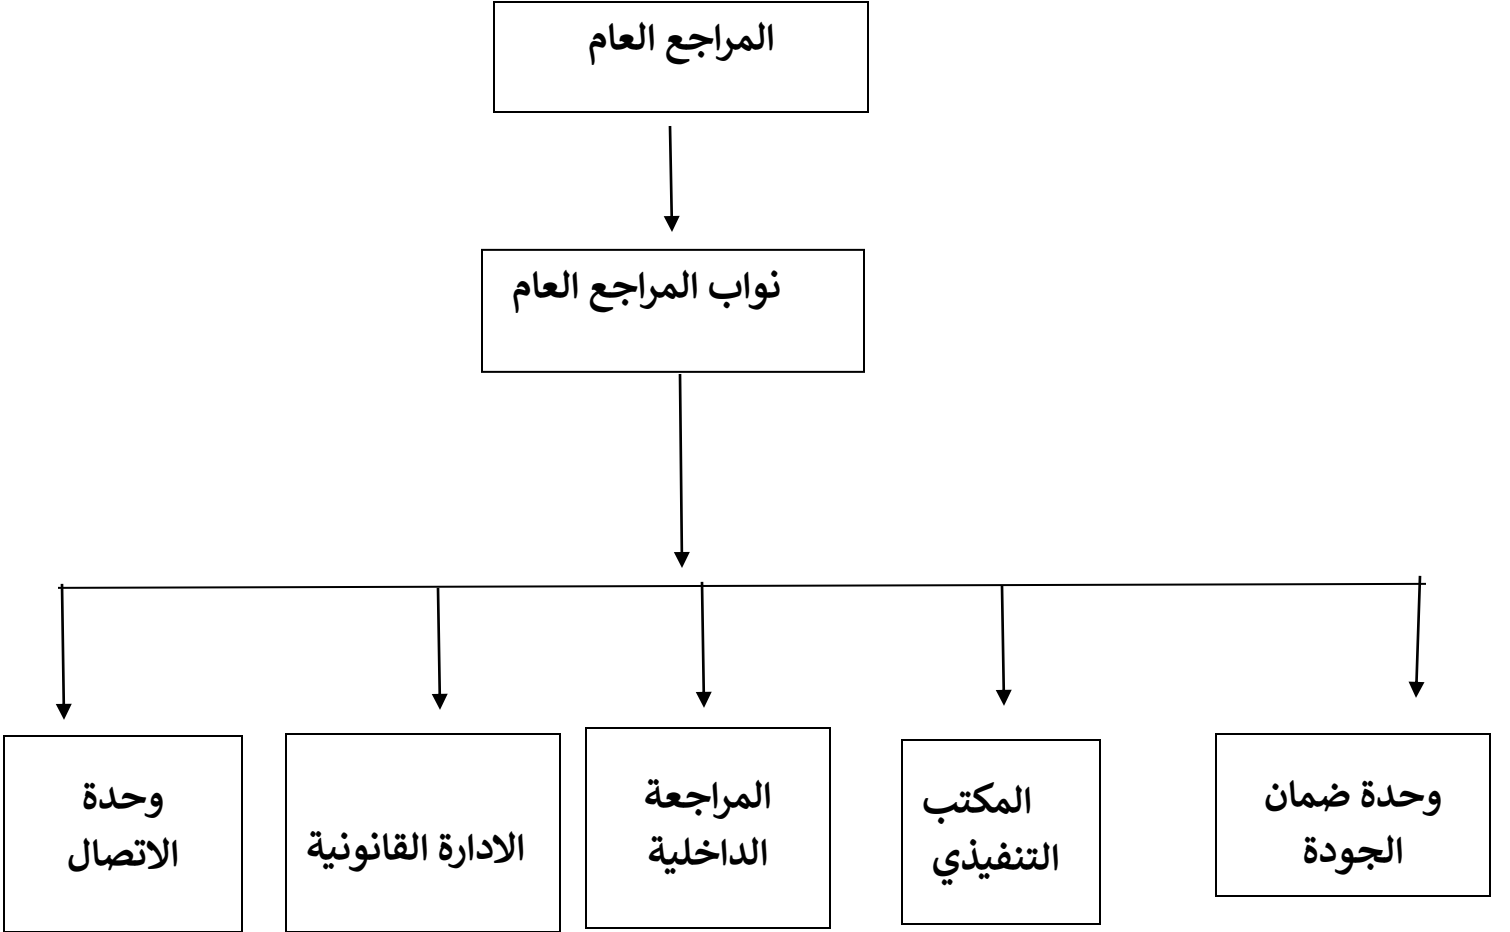 المراجع العام
نواب المراجع العام
وحدة ضمان
الجودة
المكتب
التنفيذي
المراجعة
الداخلية
الادارة القانونية
وحدة
الاتصال